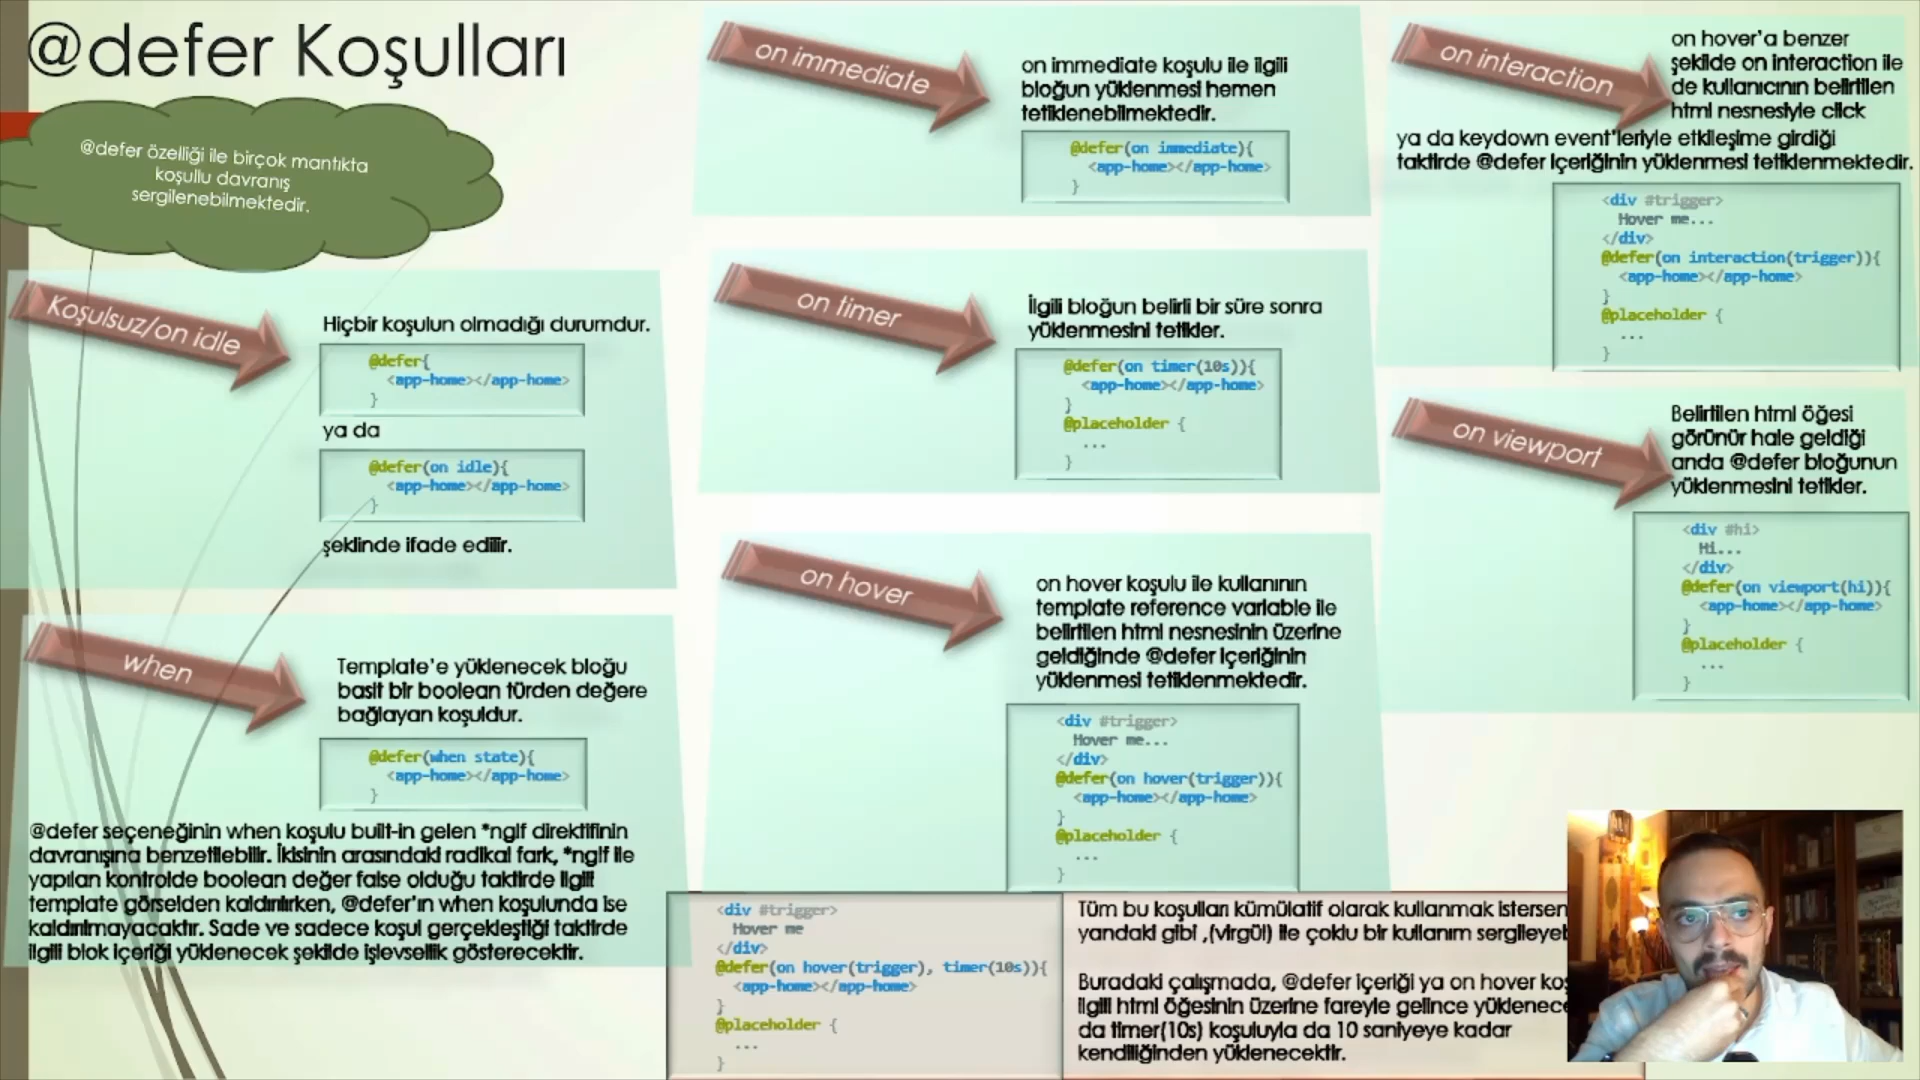 @defer Koşulları
@defer özelliği ile birçok mantıkta
koşullu davranış
sergilenebilmektedir.
Koşulsuz/on idle
Hiçbir koşulun olmadığı durumdur.
@defer{
<app-home></app-home>
}
ya da
@defer(on idle){
<app-home></app-home>
}
şeklinde ifade edilir.
when
Template'e yüklenecek bloğu
basit bir boolean türden değere
bağlayan koşuldur.
@defer(when state){
<app-home></app-home>
}
@defer seçeneğinin when koşulu built-in gelen *ngIf direktifinin
davranışına benzetilebilir. İkisinin arasındaki radikal fark, *ngIf ile
yapılan kontrolde boolean değer false olduğu taktirde ilgili
template görselden kaldırılırken, @defer'ın when koşulunda ise
kaldırılmayacaktır. Sade ve sadece koşul gerçekleştiği taktirde
ilgili blok içeriği yüklenecek şekilde işlevsellik gösterecektir.
on immediate
on immediate koşulu ile ilgili
bloğun yüklenmesi hemen
tetiklenebilmektedir.
@defer(on immediate){
<app-home></app-home>
}
on timer
İlgili bloğun belirli bir süre sonra
yüklenmesini tetikler.
@defer(on timer(10s)){
<app-home></app-home>
}
@placeholder {
...
}
on hover
on hover koşulu ile kullanının
template reference variable ile
belirtilen html nesnesinin üzerine
geldiğinde @defer içeriğinin
yüklenmesi tetiklenmektedir.
<div #trigger>
Hover me...
</div>
@defer(on hover(trigger)){
<app-home></app-home>
}
@placeholder {
...
}
on interaction
on hover'a benzer
şekilde on interaction ile
de kullanıcının belirtilen
html nesnesiyle click
ya da keydown event'leriyle etkileşime girdiği
taktirde @defer içeriğinin yüklenmesi tetiklenmektedir.
<div #trigger>
Hover me...
</div>
@defer(on interaction(trigger)){
<app-home></app-home>
}
@placeholder {
...
}
on viewport
Belirtilen html öğesi
görünür hale geldiği
anda @defer bloğunun
yüklenmesini tetikler.
<div #hi>
Hi...
</div>
@defer(on viewport(hi)){
<app-home></app-home>
}
@placeholder {
...
}
<div #trigger>
Hover me
</div>
@defer(on hover(trigger), timer(10s)){
<app-home></app-home>
}
@placeholder {
...
}
Tüm bu koşulları kümülatif olarak kullanmak istersen
yandaki gibi ,(virgül) ile çoklu bir kullanım
Buradaki çalışmada, @defer içeriği ya on hover
ilgili html öğesinin üzerine fareyle gelince
da timer(10s) koşuluyla da 10 saniyeye kadar
kendiliğinden yüklenecektir.